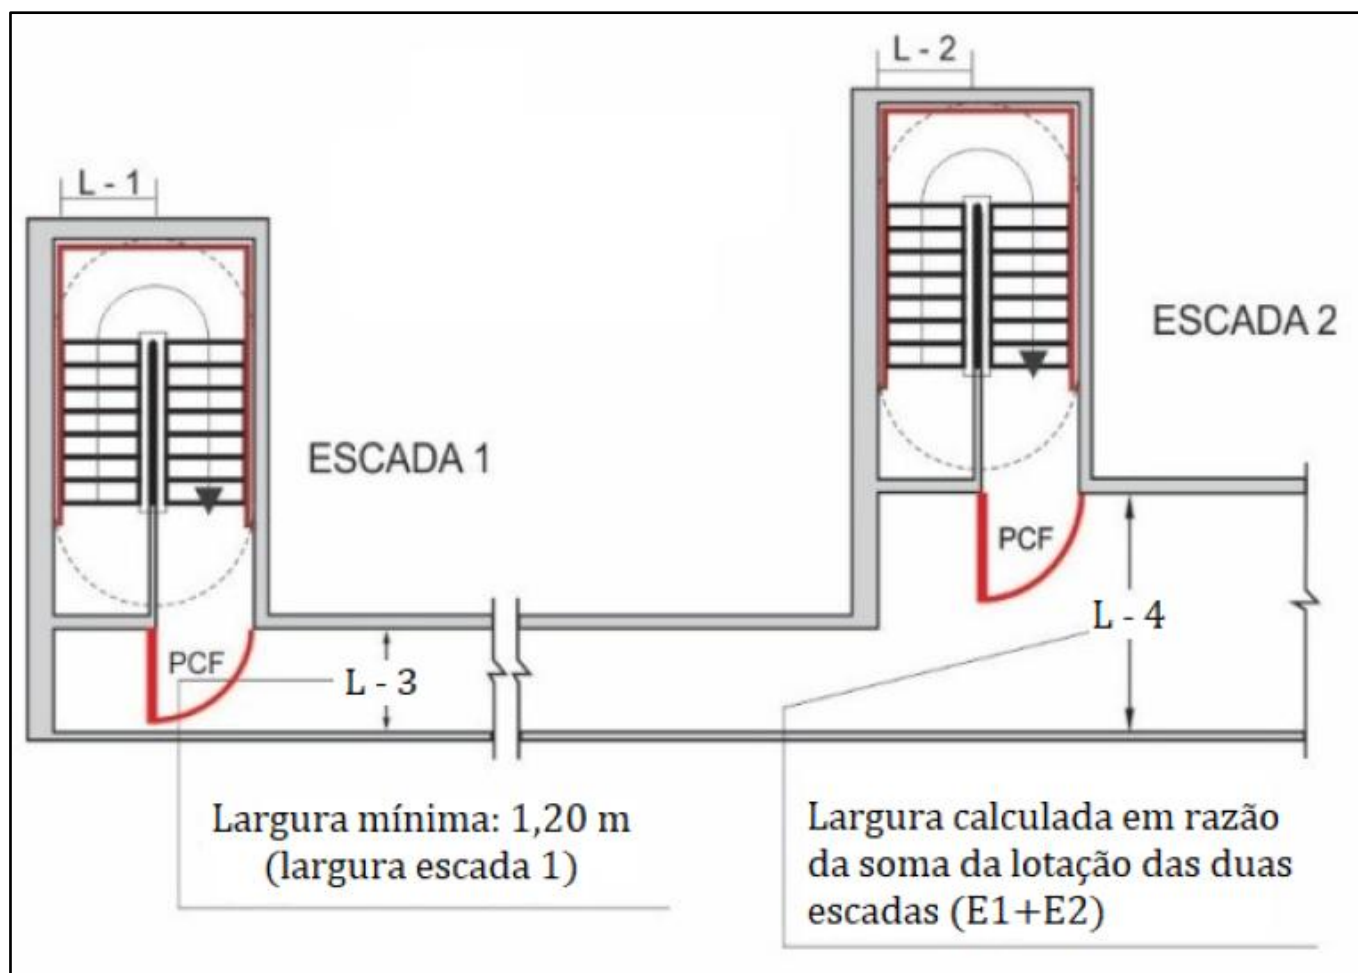 L - 2
L - 1
ESCADA 2
ESCADA 1
PCF
L - 4
PCF
L - 3
Largura mínima: 1,20 m
(largura escada 1)
Largura calculada em razão
da soma da lotação das duas
escadas (E1+E2)